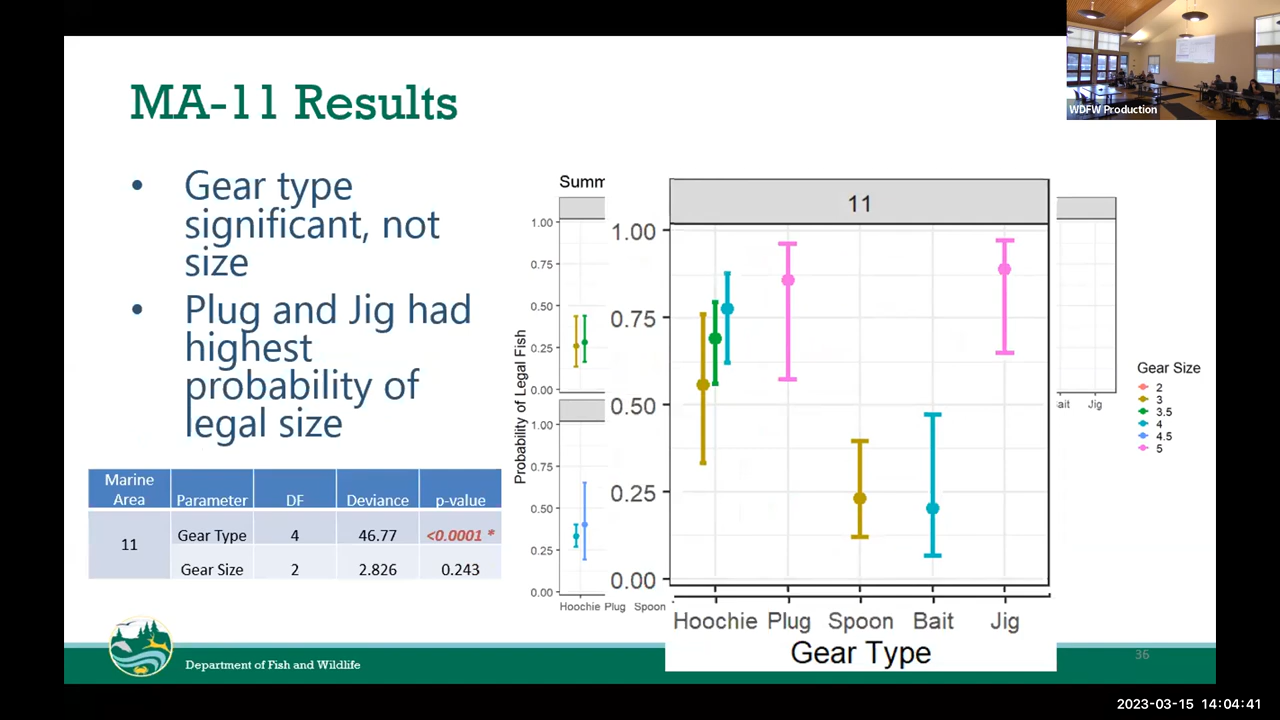 WDFW Production
MA-11 Results
• Gear type
significant, not
size
• Plug and Jig had
highest
probability of
legal size
Marine
Area
Parameter
DF
Deviance
p-value
11
Gear Type
4
46.77
<0.0001 *
Gear Size
2
2.826
0.243
Summ
1.00
0.75
0.50
0.25
0.00
1.00
0.75
0.50
0.25
0.00
Probability of Legal Fish
Hoochie Plug Spoon
11
1.00
0.75
0.50
0.25
0.00
Hoochie Plug Spoon Bait Jig
Gear Type
ait Jig
Gear Size
2
3
3.5
4
4.5
5
Department of Fish and Wildlife
36
2023-03-15 14:04:41